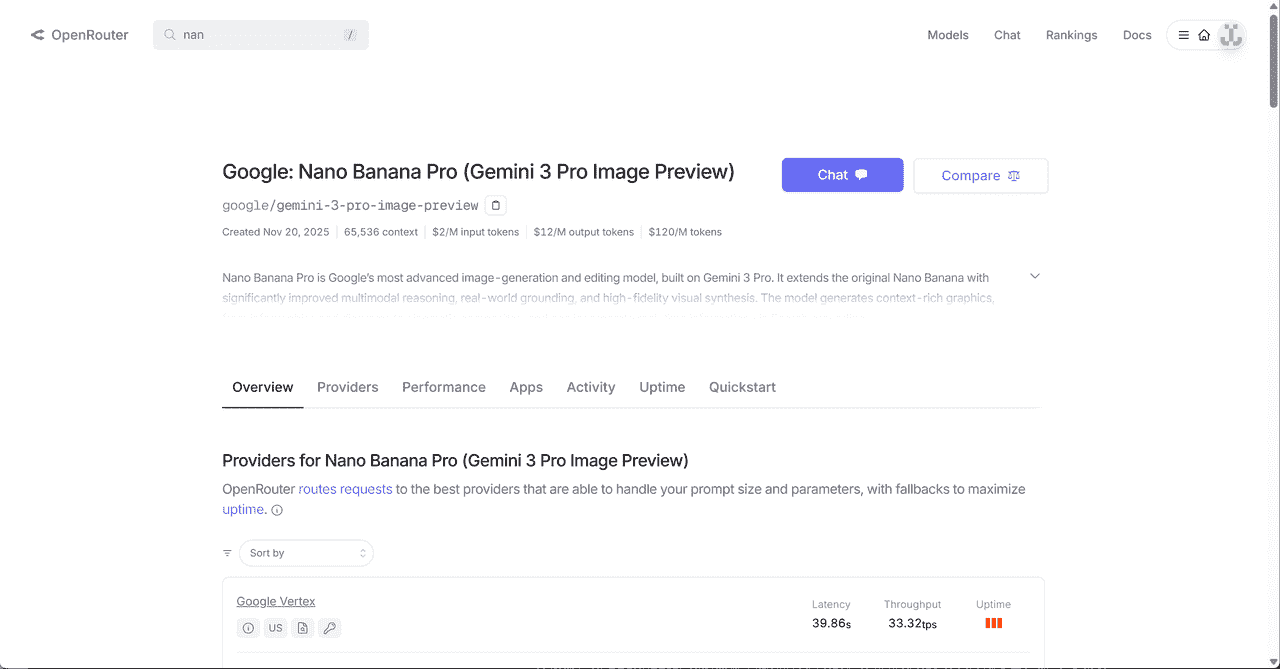 OpenRouter
nan
/
Models
Chat
Rankings
Docs
Google: Nano Banana Pro (Gemini 3 Pro Image Preview)
Chat
Compare
google/gemini-3-pro-image-preview
Created Nov 20, 2025
65,536 context
$2/M input tokens
$12/M output tokens
$120/M tokens
Nano Banana Pro is Google's most advanced image-generation and editing model, built on Gemini 3 Pro. It extends the original Nano Banana with
significantly improved multimodal reasoning, real-world grounding, and high-fidelity visual synthesis. The model generates context-rich graphics,
Overview
Providers
Performance
Apps
Activity
Uptime
Quickstart
Providers for Nano Banana Pro (Gemini 3 Pro Image Preview)
OpenRouter routes requests to the best providers that are able to handle your prompt size and parameters, with fallbacks to maximize
uptime.
Sort by
Google Vertex
US
Latency
39.86s
Throughput
33.32tps
Uptime